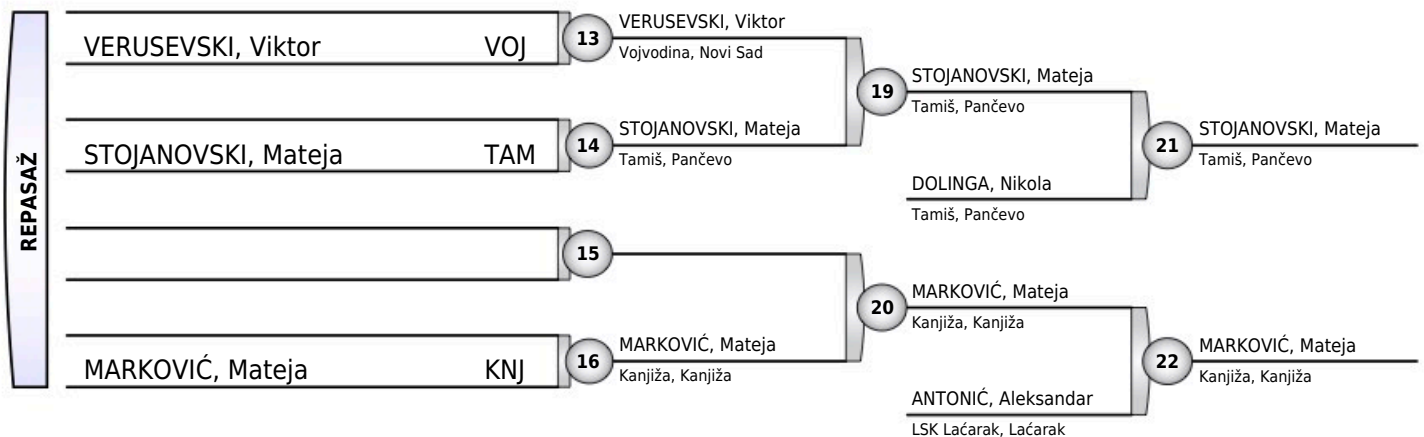 REPASAŽ
VERUSEVSKI, Viktor VOJ
STOJANOVSKI, Mateja TAM
MARKOVIĆ, Mateja KNJ
13
14
15
16
VERUSEVSKI, Viktor
Vojvodina, Novi Sad
STOJANOVSKI, Mateja
Tamiš, Pančevo
MARKOVIĆ, Mateja
Kanjiža, Kanjiža
19
20
STOJANOVSKI, Mateja
Tamiš, Pančevo
DOLINGA, Nikola
Tamiš, Pančevo
MARKOVIĆ, Mateja
Kanjiža, Kanjiža
ANTONIĆ, Aleksandar
LSK Laćarak, Laćarak
21
22
STOJANOVSKI, Mateja
Tamiš, Pančevo
MARKOVIĆ, Mateja
Kanjiža, Kanjiža